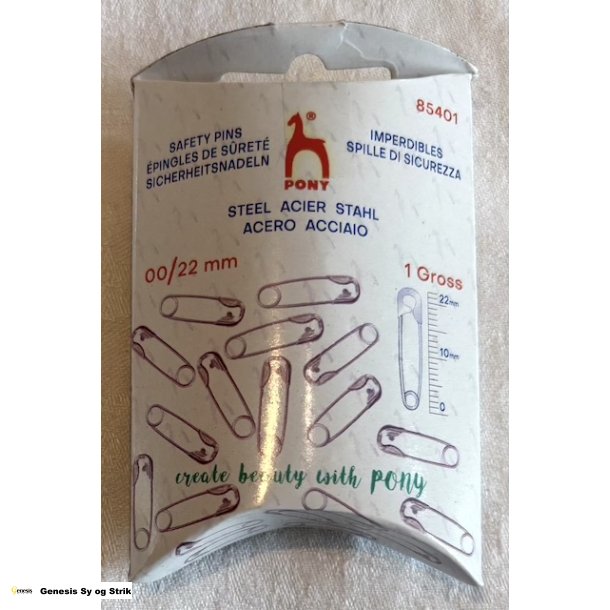 85401
SAFETY PINS
ÉPINGLES DE SÛRETÉ
SICHERHEITSNADELN
®
PONY
IMPERDIBLES
SPILLE DI SICUREZZA
STEEL ACIER STAHL
ACERO ACCIAIO
00/22 mm
1 Gross
22mm
10mm
0
create beauty with PONY
Genesis
Genesis Sy og Strik